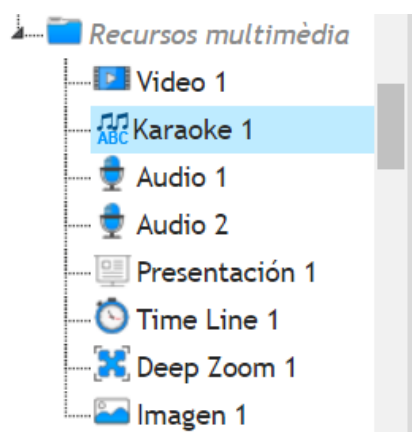 Recursos multimèdia
Video 1
ABC Karaoke 1
Audio 1
Audio 2
Presentación 1
Time Line 1
Deep Zoom 1
Imagen 1